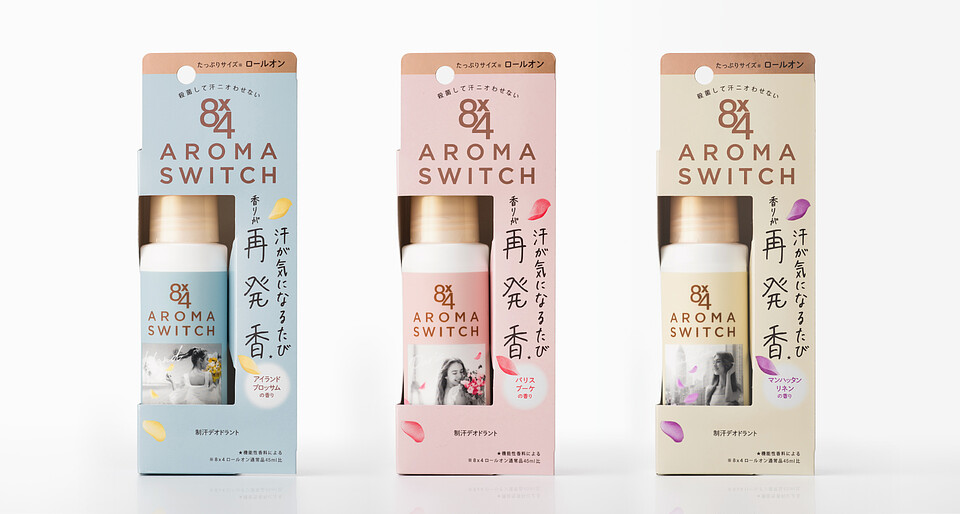 たっぷりサイズ※ ロールオン
殺菌して汗ニオわせない
8x4
AROMA
SWITCH
汗が気になるたび
香りが
再発香.
8x4
AROMA
SWITCH
アイランド
ブロッサム
の香り
制汗デオドラント
★機能性香料による
※8x4ロールオン通常品45ml比
たっぷりサイズ※ ロールオン
殺菌して汗ニオわせない
8x4
AROMA
SWITCH
汗が気になるたび
香りが
再発香.
8x4
AROMA
SWITCH
パリス
ブーケ
の香り
制汗デオドラント
★機能性香料による
※8x4ロールオン通常品45ml比
たっぷりサイズ※ ロールオン
殺菌して汗ニオわせない
8x4
AROMA
SWITCH
汗が気になるたび
香りが
再発香.
8x4
AROMA
SWITCH
マンハッタン
リネン
の香り
制汗デオドラント
★機能性香料による
※8x4ロールオン通常品45ml比